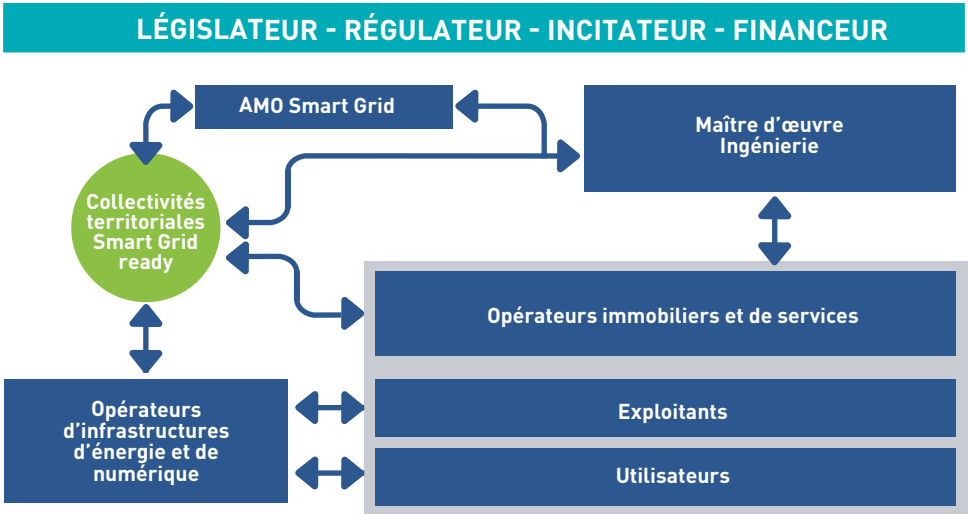 LÉGISLATEUR - RÉGULATEUR - INCITATEUR - FINANCEUR
AMO Smart Grid
Maître d’œuvre
Ingénierie
Collectivités
territoriales
Smart Grid
ready
Opérateurs immobiliers et de services
Opérateurs
d’infrastructures
d’énergie et de
numérique
Exploitants
Utilisateurs